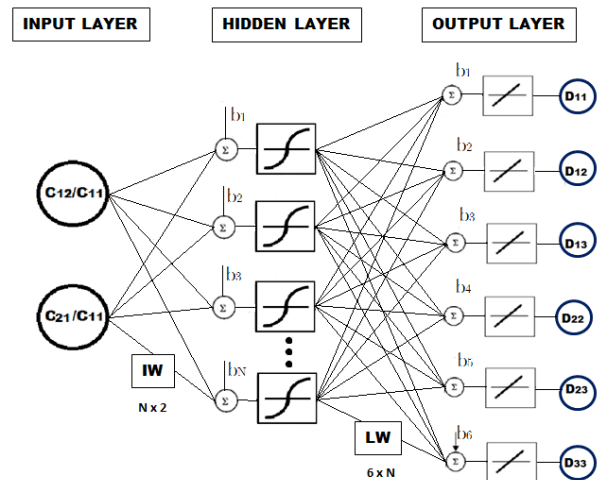 INPUT LAYER
HIDDEN LAYER
OUTPUT LAYER
C12/C11
C21/C11
IW
N x 2
b1
Σ
b2
Σ
b3
Σ
bN
Σ
LW
6 x N
b1
Σ
D11
b2
Σ
D12
b3
Σ
D13
b4
Σ
D22
b5
Σ
D23
b6
Σ
D33